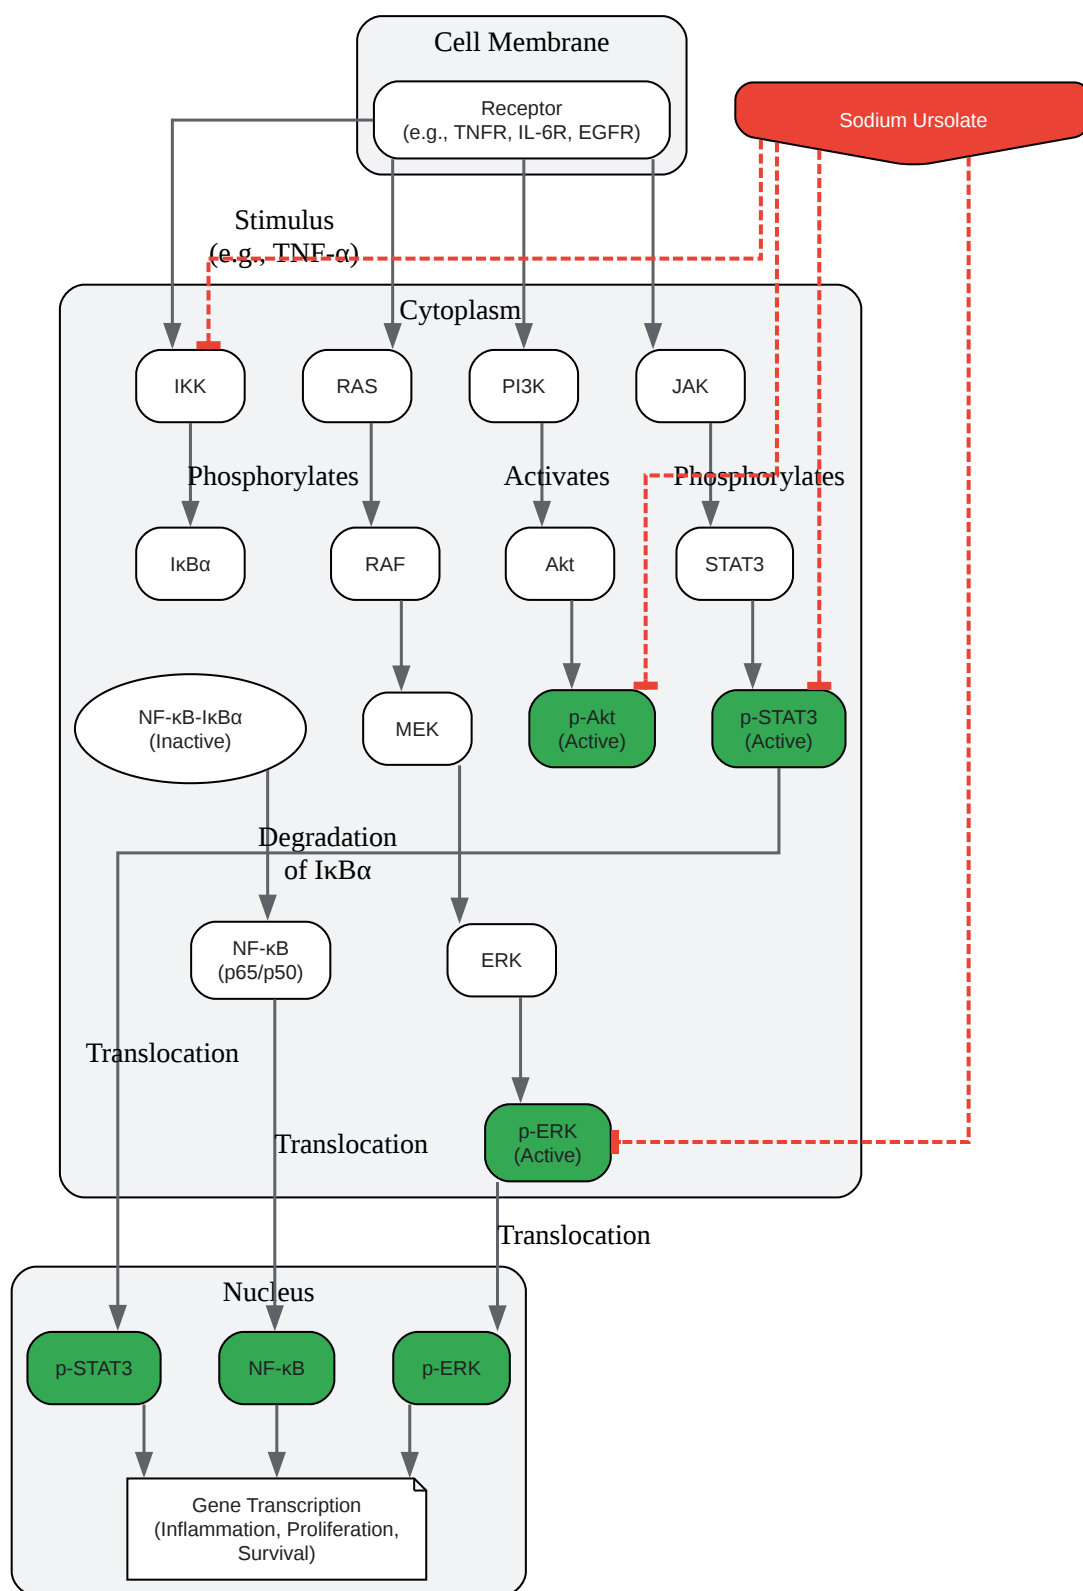 Cell Membrane
Receptor
(e.g., TNFR, IL-6R, EGFR)
Sodium Ursolate
Stimulus
(e.g., TNF-α)
Cytoplasm
IKK
RAS
PI3K
JAK
Phosphorylates
Activates
Phosphorylates
IκBα
RAF
Akt
STAT3
NF-κB-IκBα
(Inactive)
MEK
p-Akt
(Active)
p-STAT3
(Active)
Degradation
of IκBα
NF-κB
(p65/p50)
ERK
Translocation
p-ERK
(Active)
Translocation
Translocation
Nucleus
p-STAT3
NF-κB
p-ERK
Gene Transcription
(Inflammation, Proliferation,
Survival)